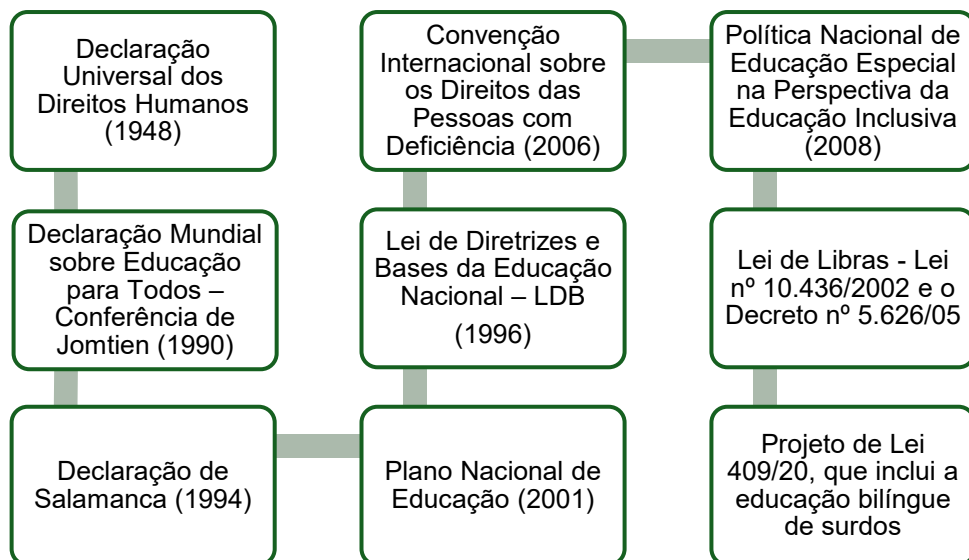 Declaração
Universal dos
Direitos Humanos
(1948)
Declaração Mundial
sobre Educação
para Todos –
Conferência de
Jomtien (1990)
Declaração de
Salamanca (1994)
Plano Nacional de
Educação (2001)
Lei de Diretrizes e
Bases da Educação
Nacional – LDB
(1996)
Convenção
Internacional sobre
os Direitos das
Pessoas com
Deficiência (2006)
Política Nacional de
Educação Especial
na Perspectiva da
Educação Inclusiva
(2008)
Lei de Libras - Lei
nº 10.436/2002 e o
Decreto nº 5.626/05
Projeto de Lei
409/20, que inclui a
educação bilíngue
de surdos